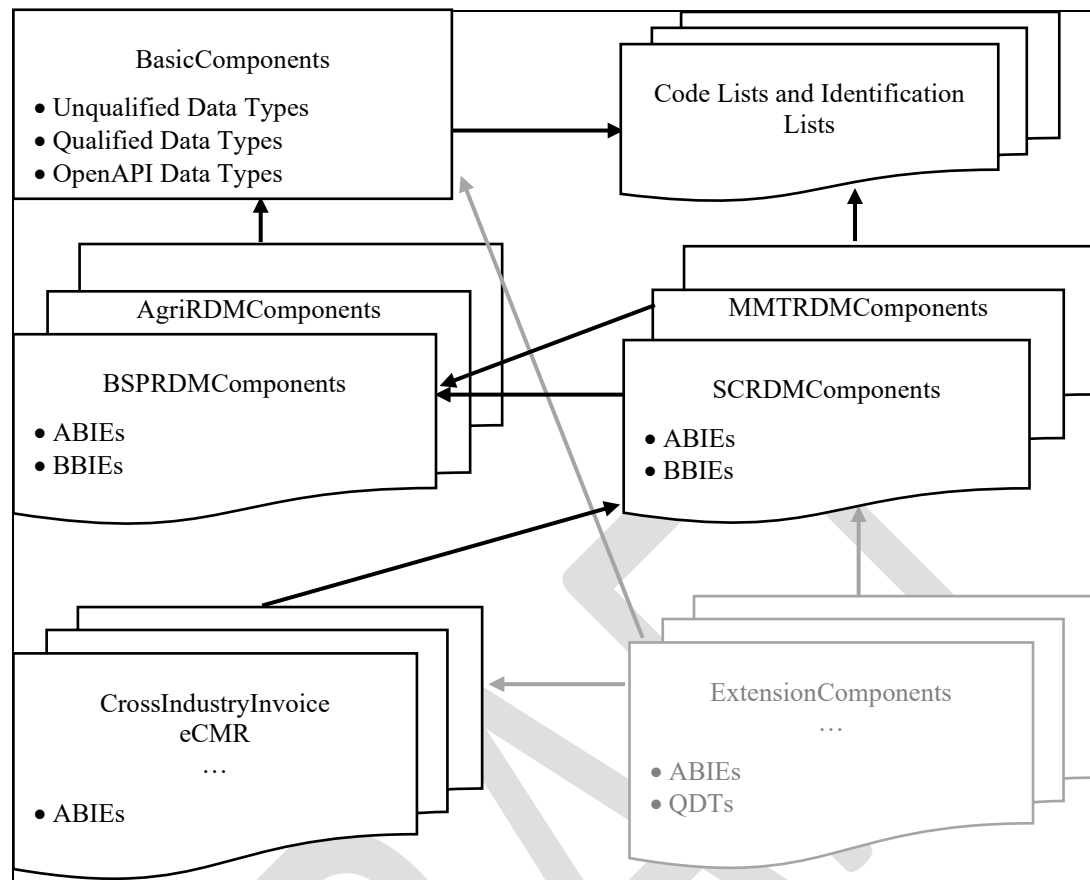 BasicComponents
• Unqualified Data Types
• Qualified Data Types
• OpenAPI Data Types
Code Lists and Identification
Lists
AgriRDMComponents
BSPRDMComponents
• ABIEs
• BBIEs
MMTRDMComponents
SCRDMComponents
• ABIEs
• BBIEs
CrossIndustryInvoice
eCMR
…
• ABIEs
ExtensionComponents
…
• ABIEs
• QDTs